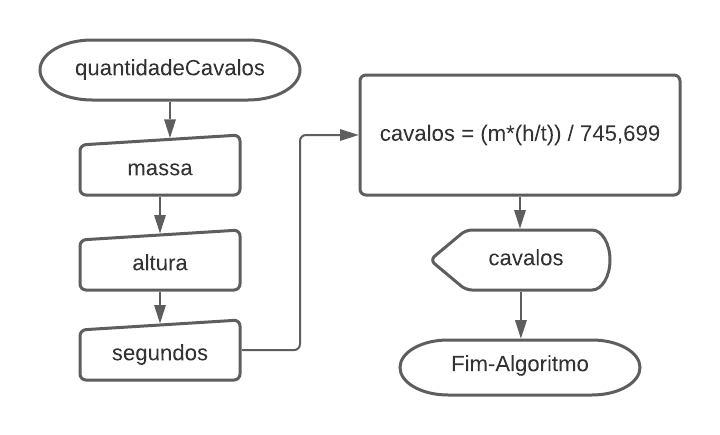 quantidadeCavalos
massa
altura
segundos
cavalos = (m*(h/t)) / 745,699
cavalos
Fim-Algoritmo